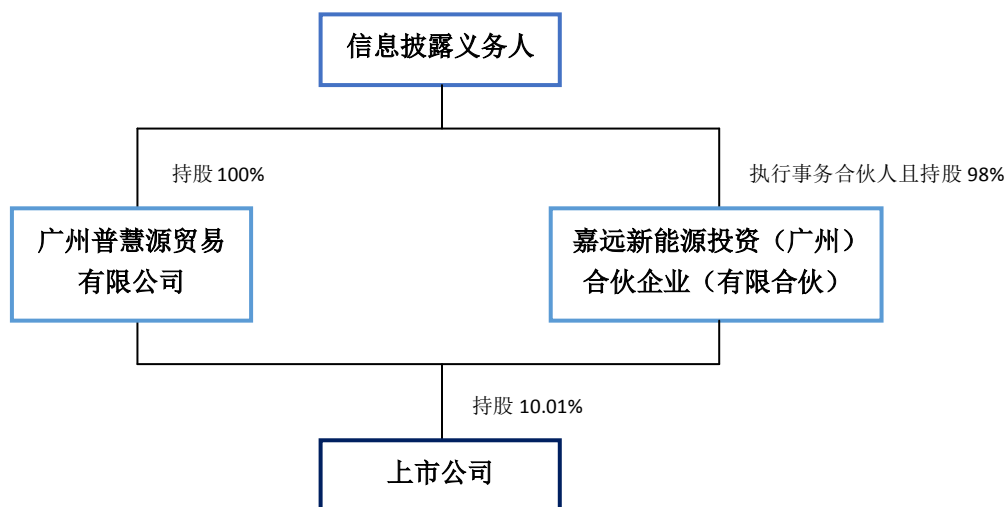 信息披露义务人
持股 100%
执行事务合伙人且持股 98%
广州普慧源贸易
有限公司
嘉远新能源投资（广州）
合伙企业（有限合伙）
持股 10.01%
上市公司